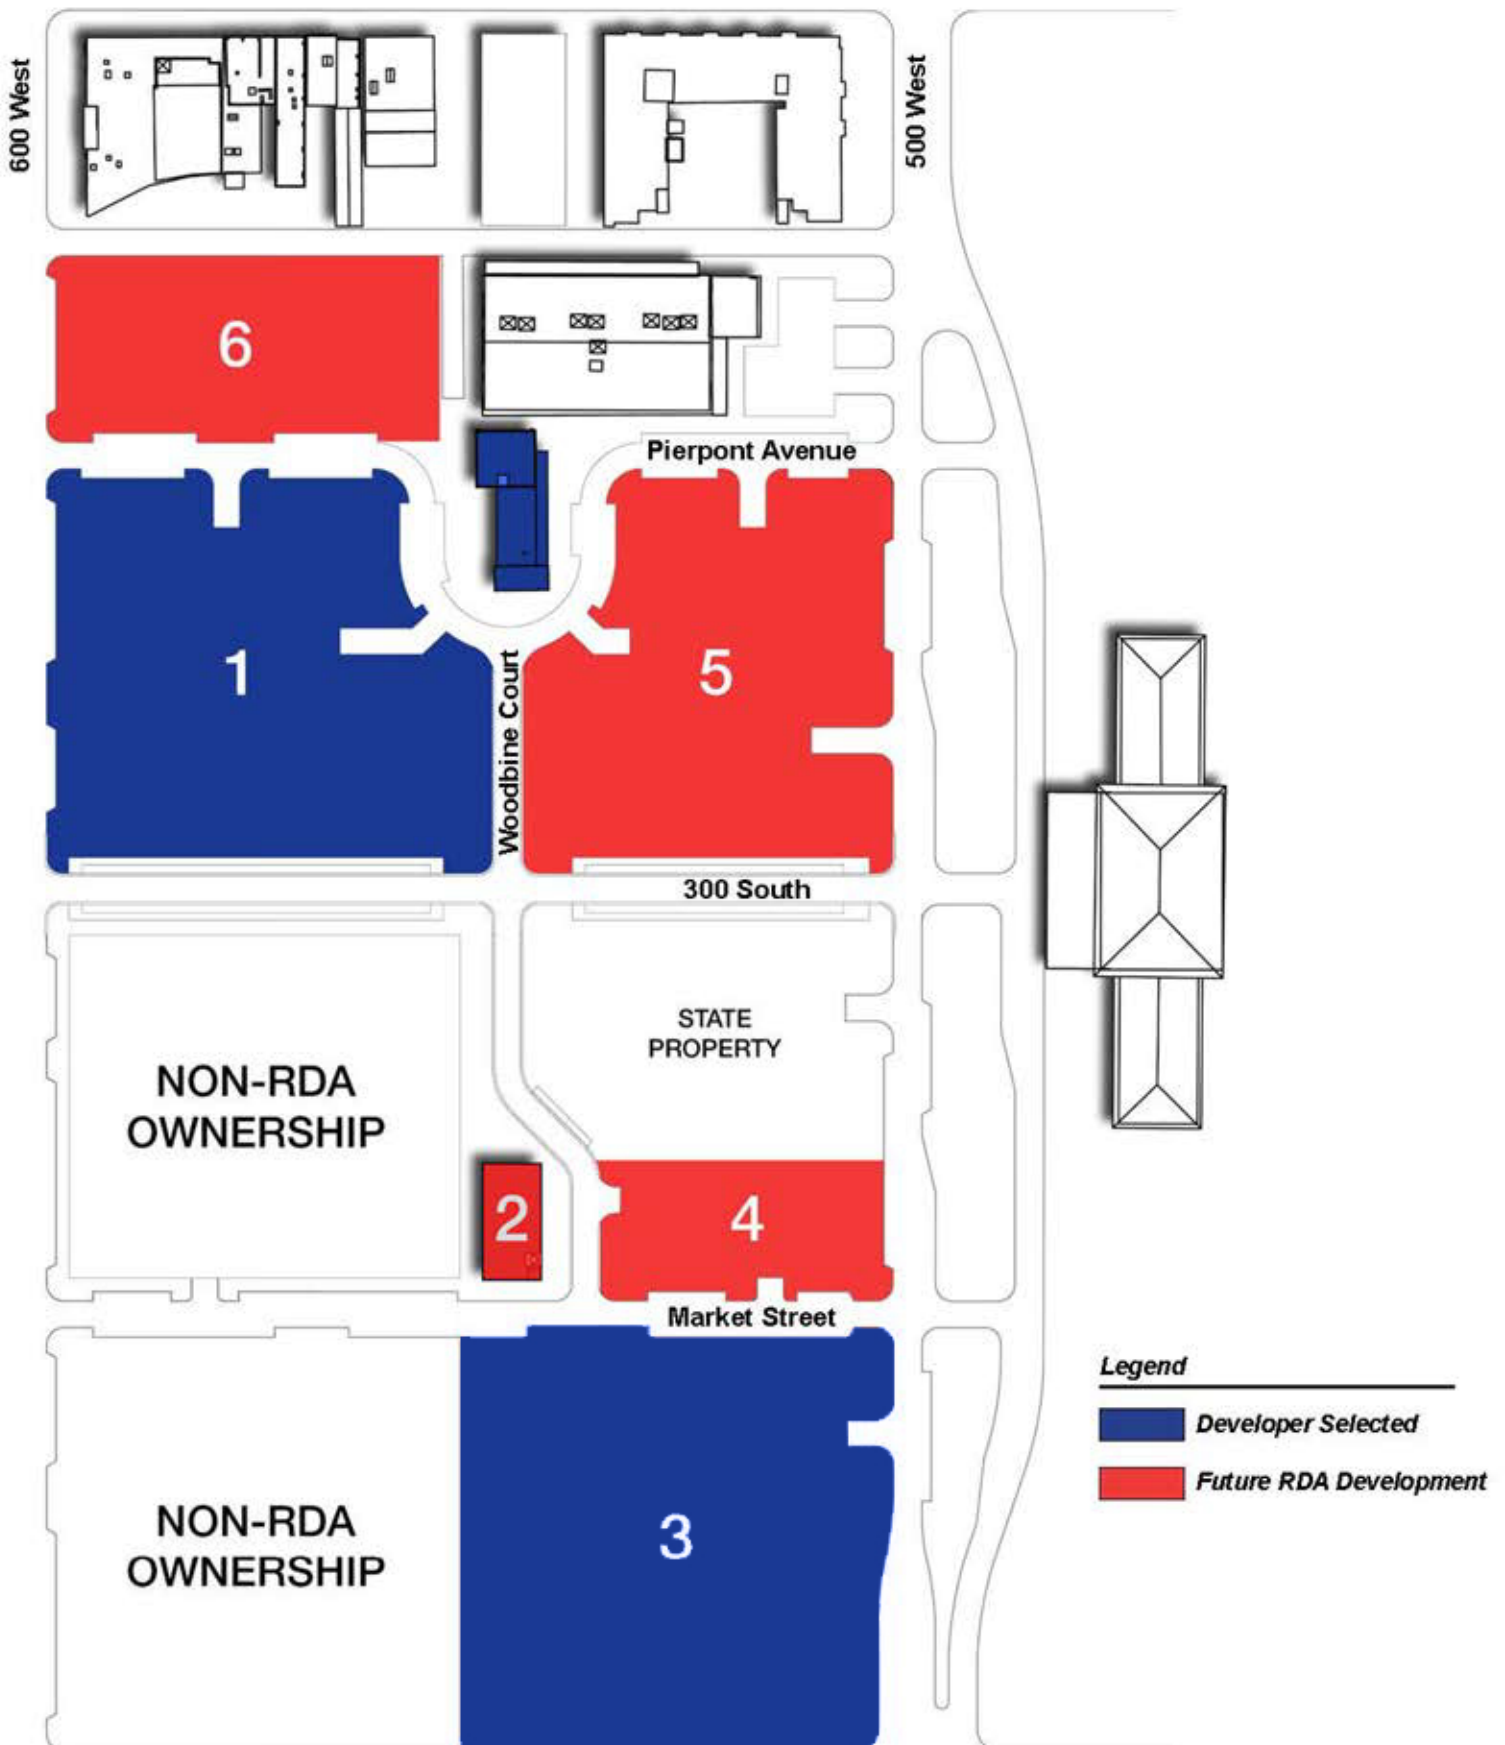 600 West
500 West
6
Pierpont Avenue
1
5
Woodbine Court
300 South
STATE
PROPERTY
NON-RDA
OWNERSHIP
2
4
Market Street
Legend
Developer Selected
Future RDA Development
NON-RDA
OWNERSHIP
3